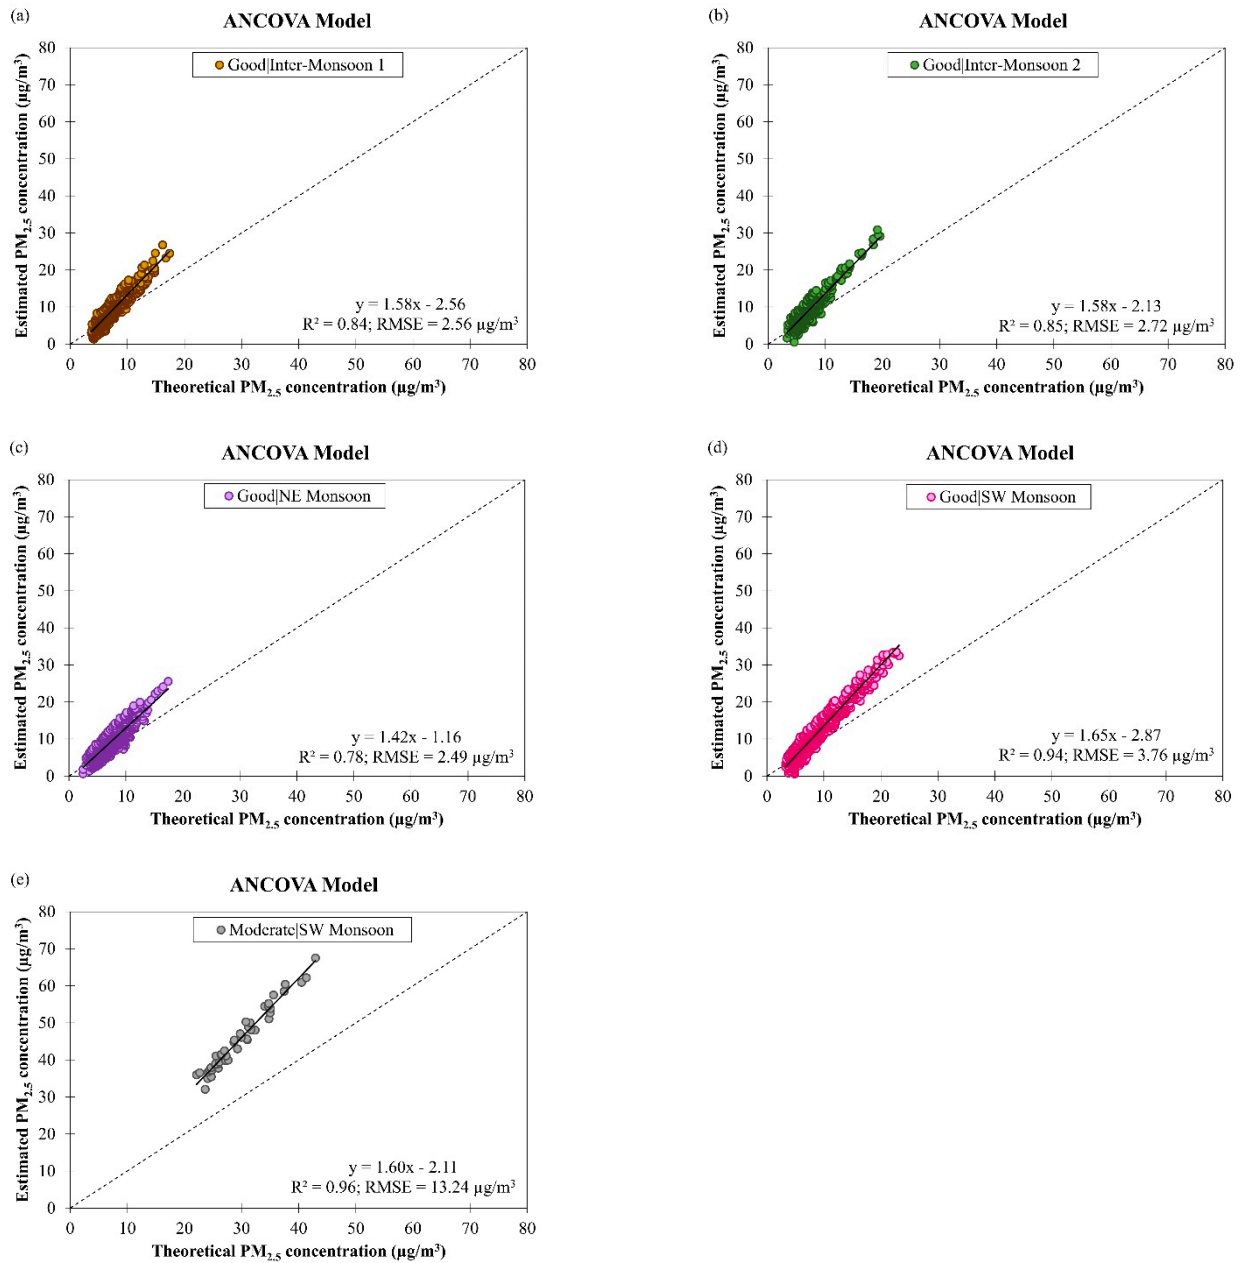 (a)
ANCOVA Model
Good|Inter-Monsoon 1
Estimated PM2.5 concentration (µg/m³)
80
70
60
50
40
30
20
10
0
y = 1.58x - 2.56
R² = 0.84; RMSE = 2.56 µg/m³
0 10 20 30 40 50 60 70 80
Theoretical PM2.5 concentration (µg/m³)
(b)
ANCOVA Model
Good|Inter-Monsoon 2
Estimated PM2.5 concentration (µg/m³)
80
70
60
50
40
30
20
10
0
y = 1.58x - 2.13
R² = 0.85; RMSE = 2.72 µg/m³
0 10 20 30 40 50 60 70 80
Theoretical PM2.5 concentration (µg/m³)
(c)
ANCOVA Model
Good|NE Monsoon
Estimated PM2.5 concentration (µg/m³)
80
70
60
50
40
30
20
10
0
y = 1.42x - 1.16
R² = 0.78; RMSE = 2.49 µg/m³
0 10 20 30 40 50 60 70 80
Theoretical PM2.5 concentration (µg/m³)
(d)
ANCOVA Model
Good|SW Monsoon
Estimated PM2.5 concentration (µg/m³)
80
70
60
50
40
30
20
10
0
y = 1.65x - 2.87
R² = 0.94; RMSE = 3.76 µg/m³
0 10 20 30 40 50 60 70 80
Theoretical PM2.5 concentration (µg/m³)
(e)
ANCOVA Model
Moderate|SW Monsoon
Estimated PM2.5 concentration (µg/m³)
80
70
60
50
40
30
20
10
0
y = 1.60x - 2.11
R² = 0.96; RMSE = 13.24 µg/m³
0 10 20 30 40 50 60 70 80
Theoretical PM2.5 concentration (µg/m³)